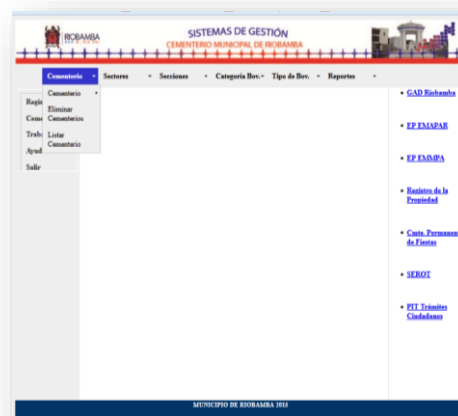 RIOBAMBA
SISTEMAS DE GESTIÓN
CEMENTERIO MUNICIPAL DE RIOBAMBA
Cementerio Sectores Secciones Categoria Bov. Tipo de Bov. Reportes
Cementerio
Eliminar
Cementerios
Listar
Cementerio
Salir
GAD Riobamba
EP EMAPAR
EP EMMPA
Registro de la
Propiedad
Cmte. Permanen
de Fiestas
SEROT
PIT Trámites
Ciudadanos
MUNICIPIO DE RIOBAMBA 2015